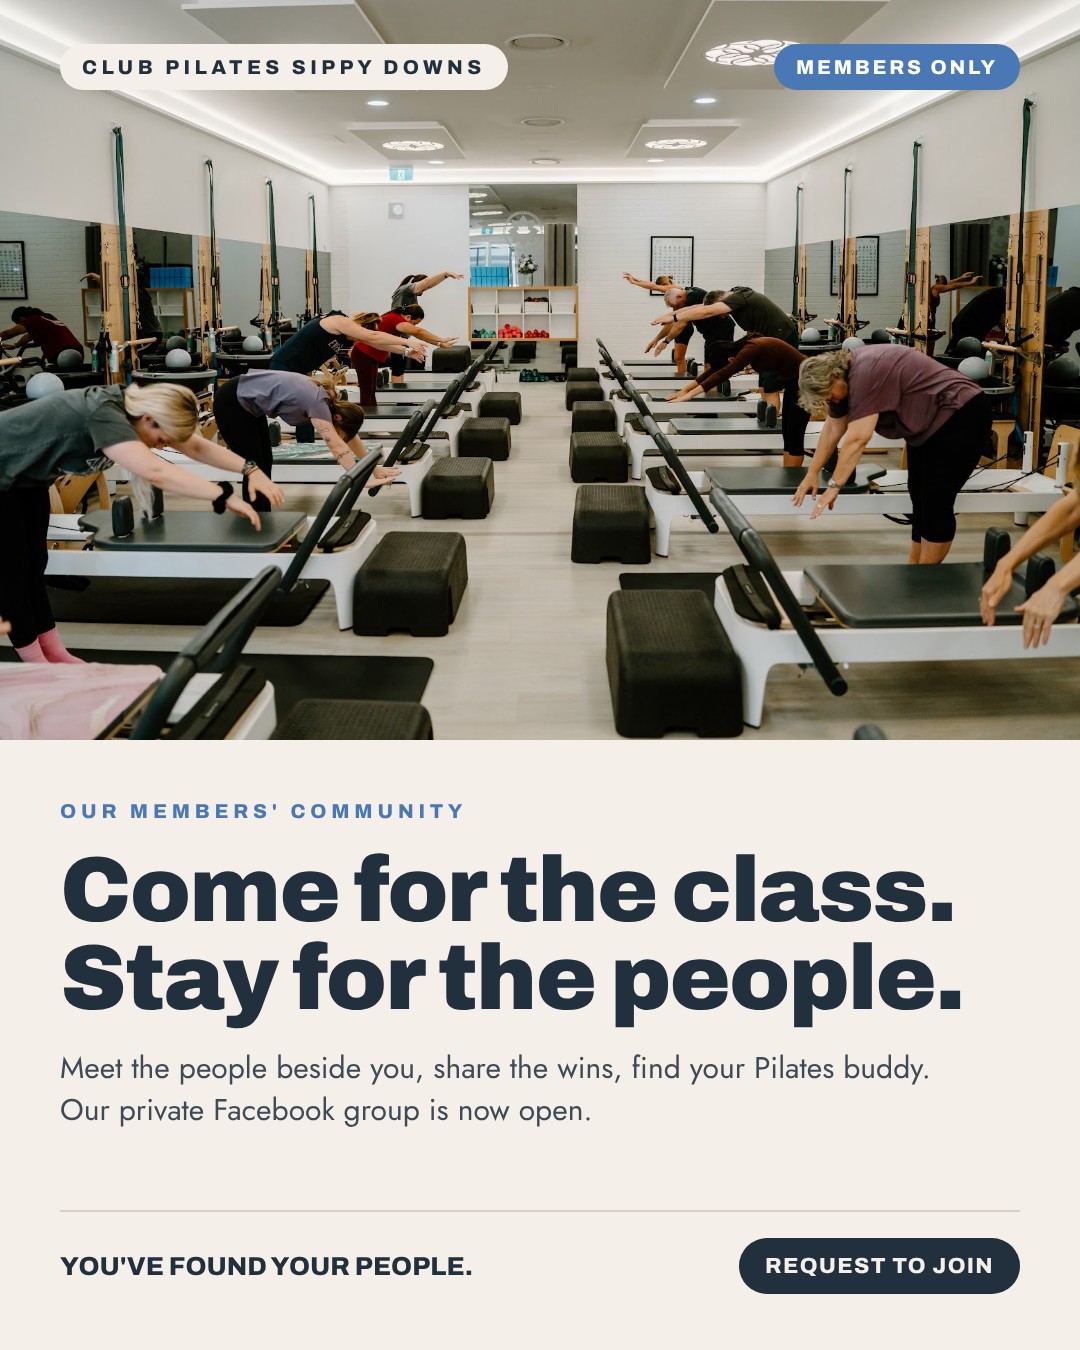 CLUB PILATES SIPPY DOWNS
MEMBERS ONLY
OUR MEMBERS' COMMUNITY
Come for the class.
Stay for the people.
Meet the people beside you, share the wins, find your Pilates buddy.
Our private Facebook group is now open.
YOU'VE FOUND YOUR PEOPLE.
REQUEST TO JOIN